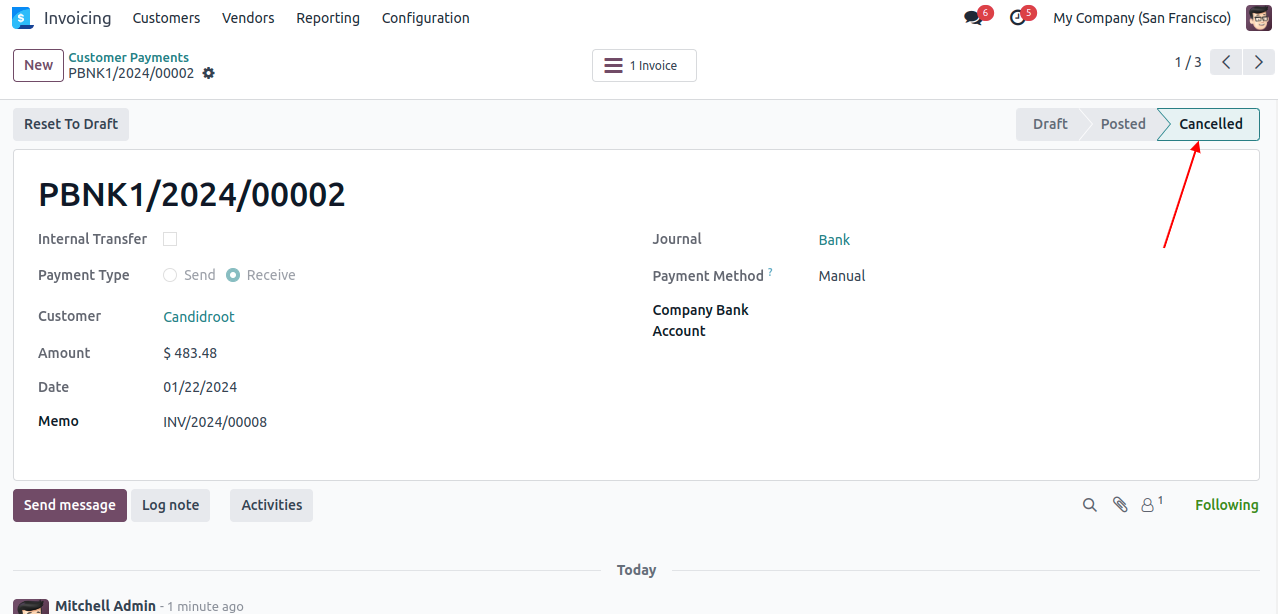 $ Invoicing Customers Vendors Reporting Configuration 6 5 My Company (San Francisco)
New Customer Payments
PBNK1/2024/00002
1 Invoice
1 / 3
Reset To Draft
Draft Posted Cancelled
PBNK1/2024/00002
Internal Transfer
Journal Bank
Payment Type Send Receive
Payment Method ? Manual
Customer Candidroot
Company Bank
Account
Amount $ 483.48
Date 01/22/2024
Memo INV/2024/00008
Send message Log note Activities 1 Following
Today
Mitchell Admin - 1 minute ago